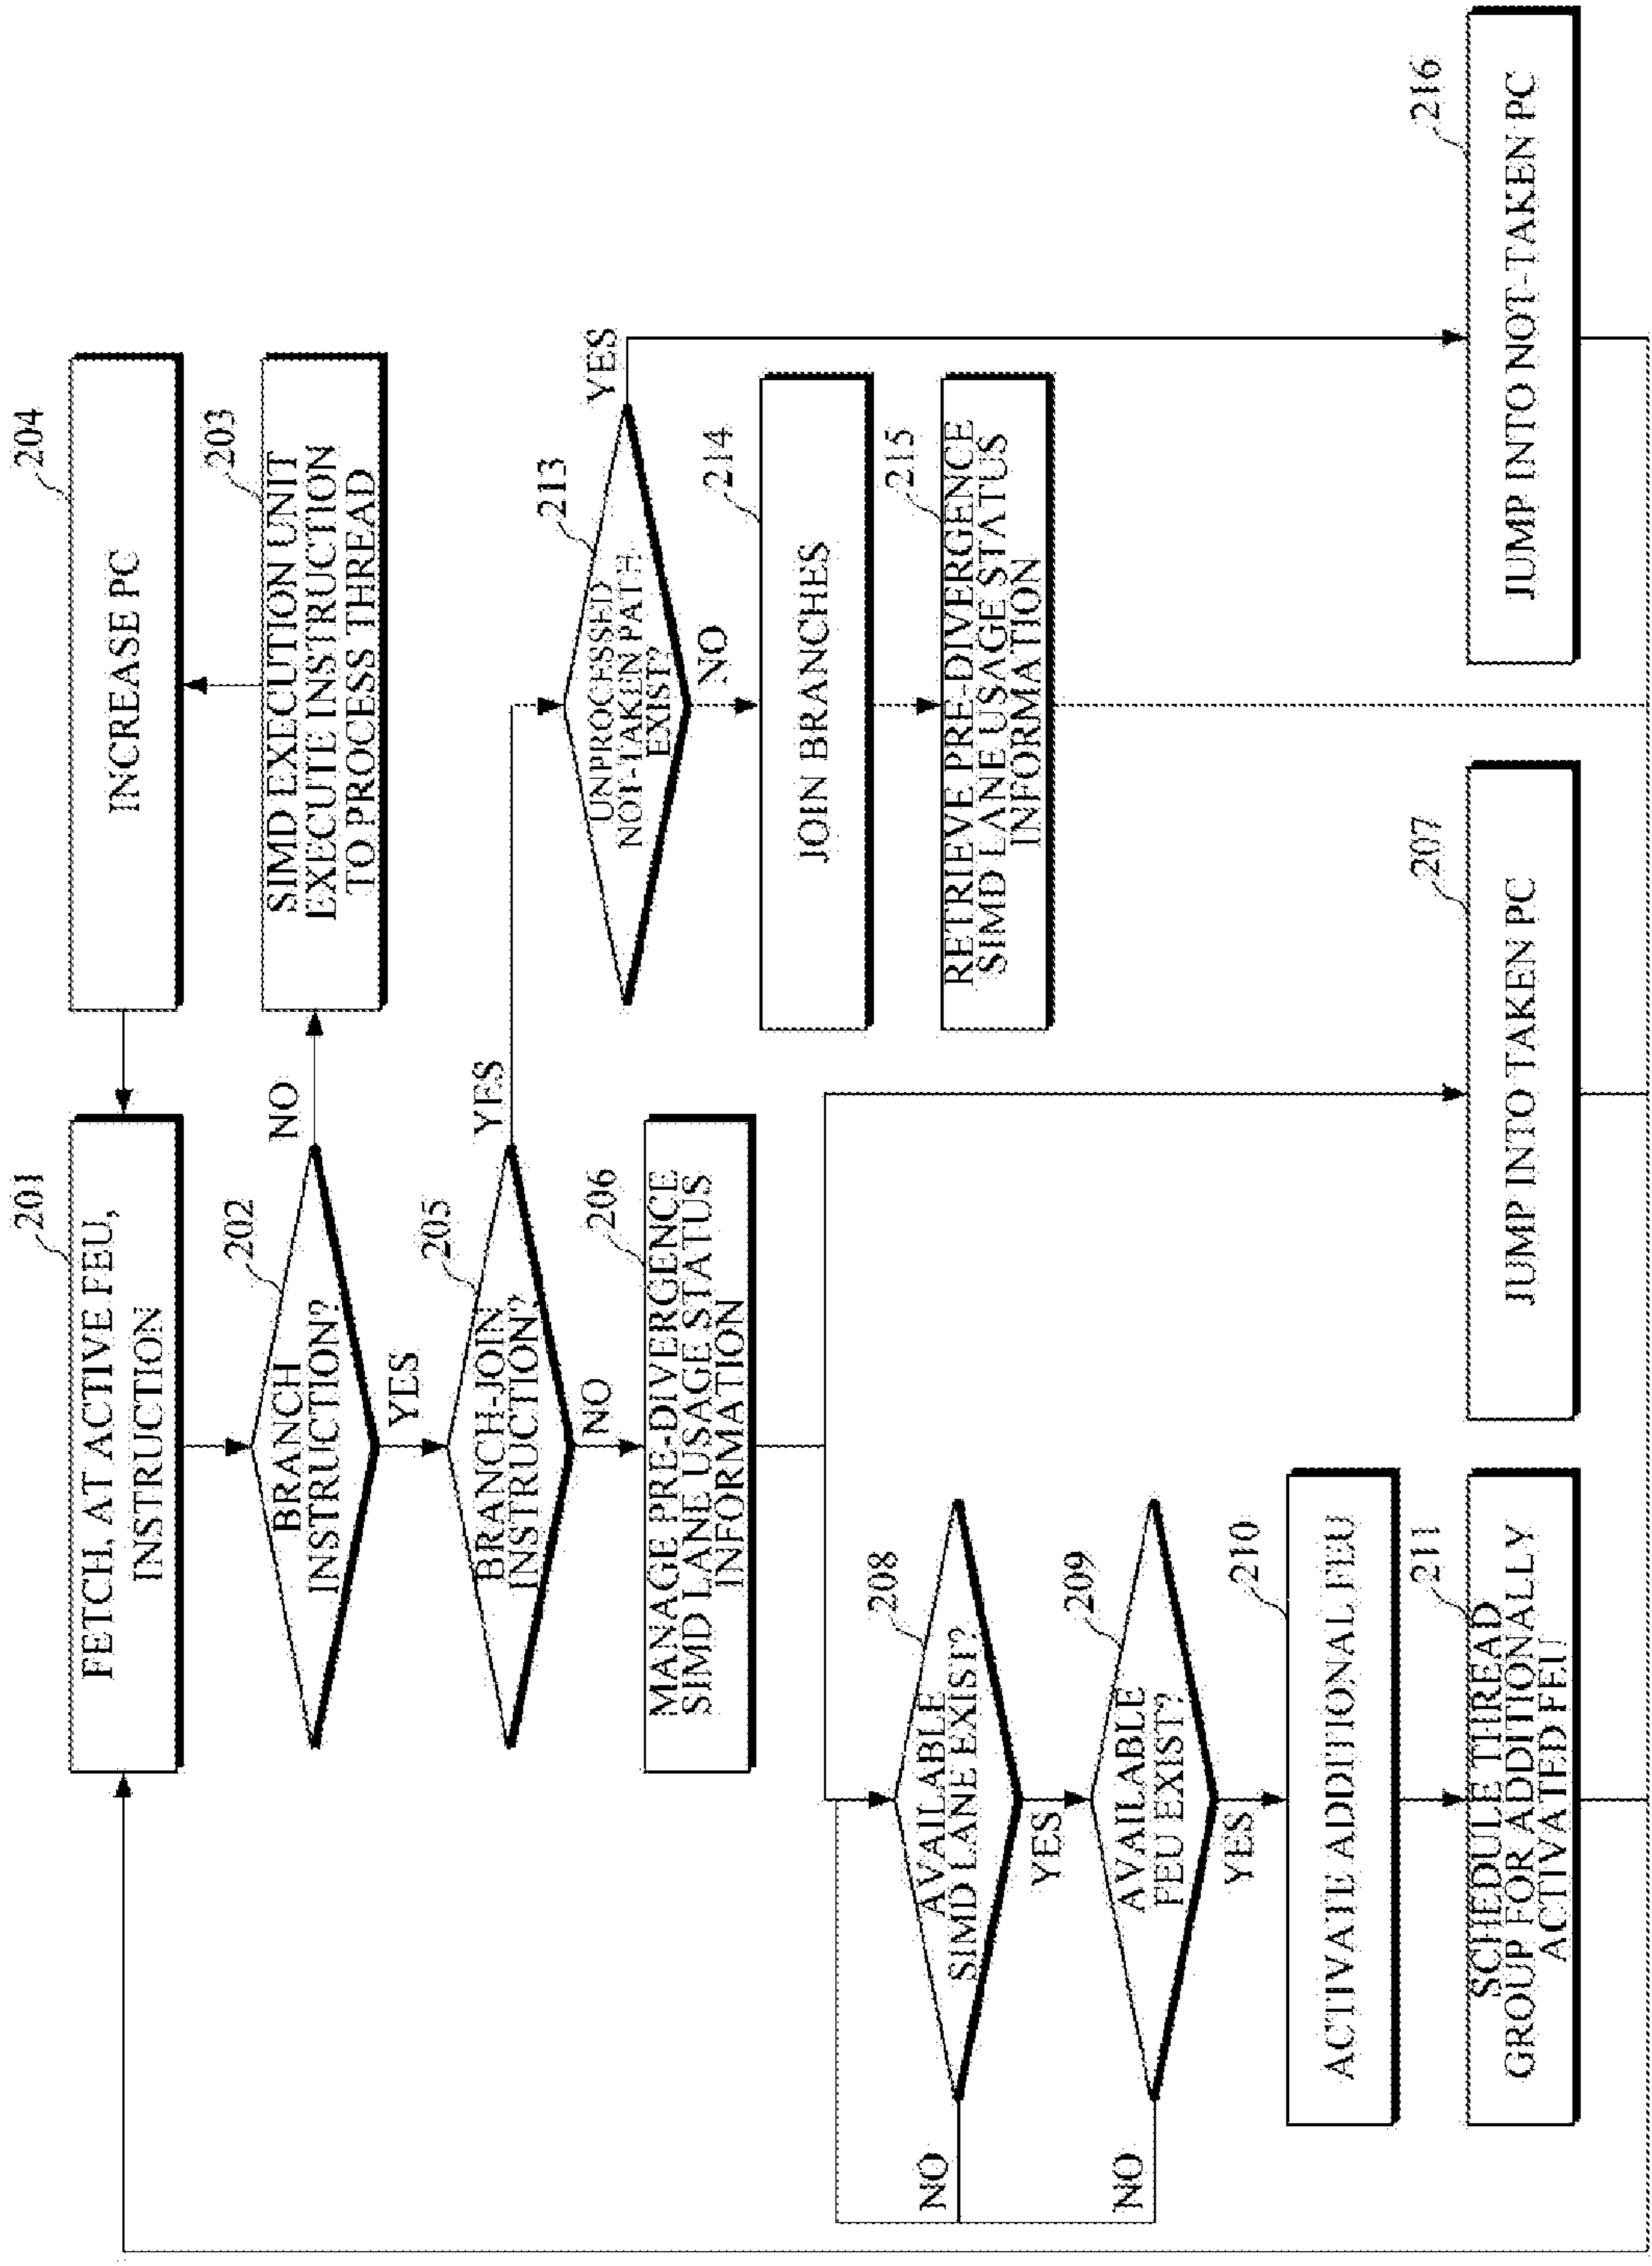 201
FETCH, AT ACTIVE FEU,
INSTRUCTION
204
INCREASE PC
202
BRANCH
INSTRUCTION?
NO
YES
203
SIMD EXECUTION UNIT
EXECUTE INSTRUCTION
TO PROCESS THREAD
205
BRANCH-JOIN
INSTRUCTION?
YES
NO
213
UNPROCESSED
NOT-TAKEN PATH
EXIST?
YES
NO
206
MANAGE PRE-DIVERGENCE
SIMD LANE USAGE STATUS
INFORMATION
214
JOIN BRANCHES
208
AVAILABLE
SIMD LANE EXIST?
NO
YES
215
RETRIEVE PRE-DIVERGENCE
SIMD LANE USAGE STATUS
INFORMATION
209
AVAILABLE
FEU EXIST?
NO
YES
210
ACTIVATE ADDITIONAL FEU
211
SCHEDULE THREAD
GROUP FOR ADDITIONALLY
ACTIVATED FEU
207
JUMP INTO TAKEN PC
216
JUMP INTO NOT-TAKEN PC